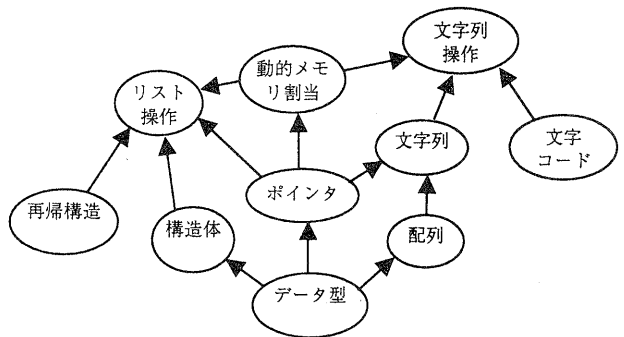 文字列
操作
動的メモ
リ割当
リスト
操作
文字列
文字
コード
ポインタ
再帰構造
構造体
配列
データ型